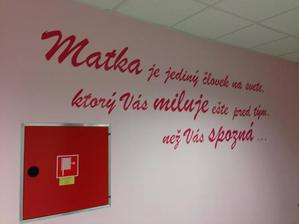 Matka je jediný človek na svete,
ktorý Vás miluje ešte pred tým,
než Vás spozná ...